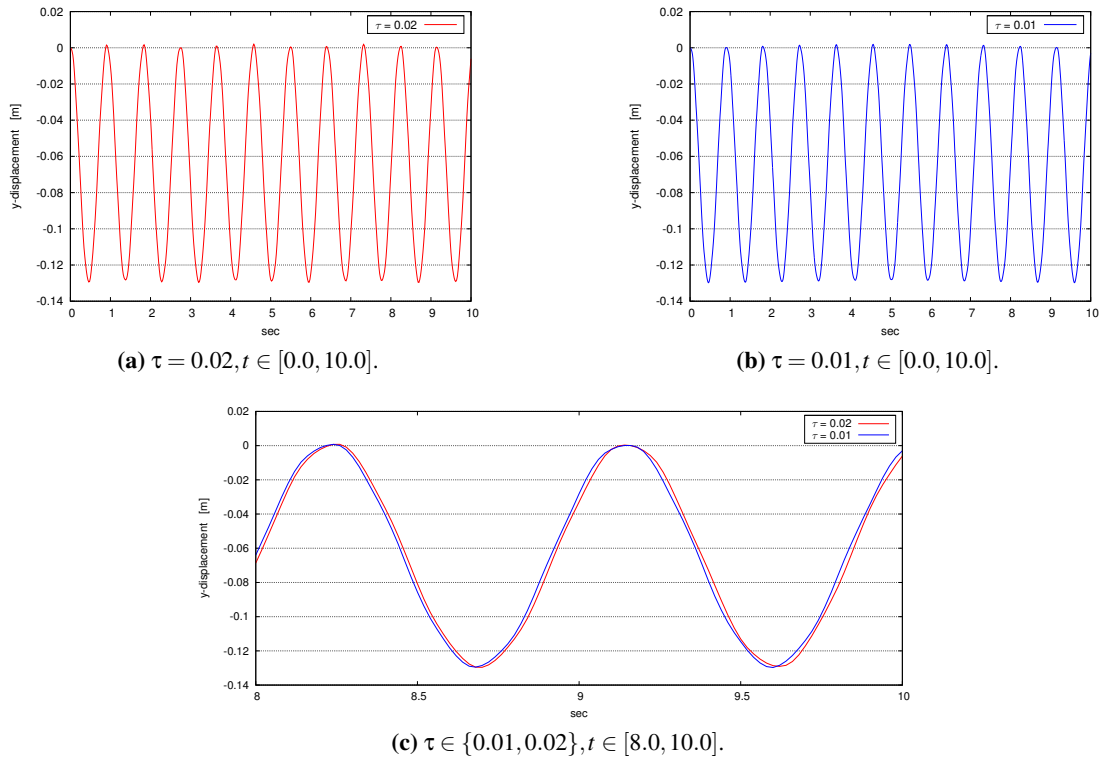 τ = 0.02
0.02
0
-0.02
-0.04
-0.06
-0.08
-0.1
-0.12
-0.14
y-displacement [m]
0 1 2 3 4 5 6 7 8 9 10
sec
(a) τ = 0.02, t ∈ [0.0, 10.0].
τ = 0.01
0.02
0
-0.02
-0.04
-0.06
-0.08
-0.1
-0.12
-0.14
y-displacement [m]
0 1 2 3 4 5 6 7 8 9 10
sec
(b) τ = 0.01, t ∈ [0.0, 10.0].
τ = 0.02
τ = 0.01
0.02
0
-0.02
-0.04
-0.06
-0.08
-0.1
-0.12
-0.14
y-displacement [m]
8 8.5 9 9.5 10
sec
(c) τ ∈ {0.01, 0.02}, t ∈ [8.0, 10.0].